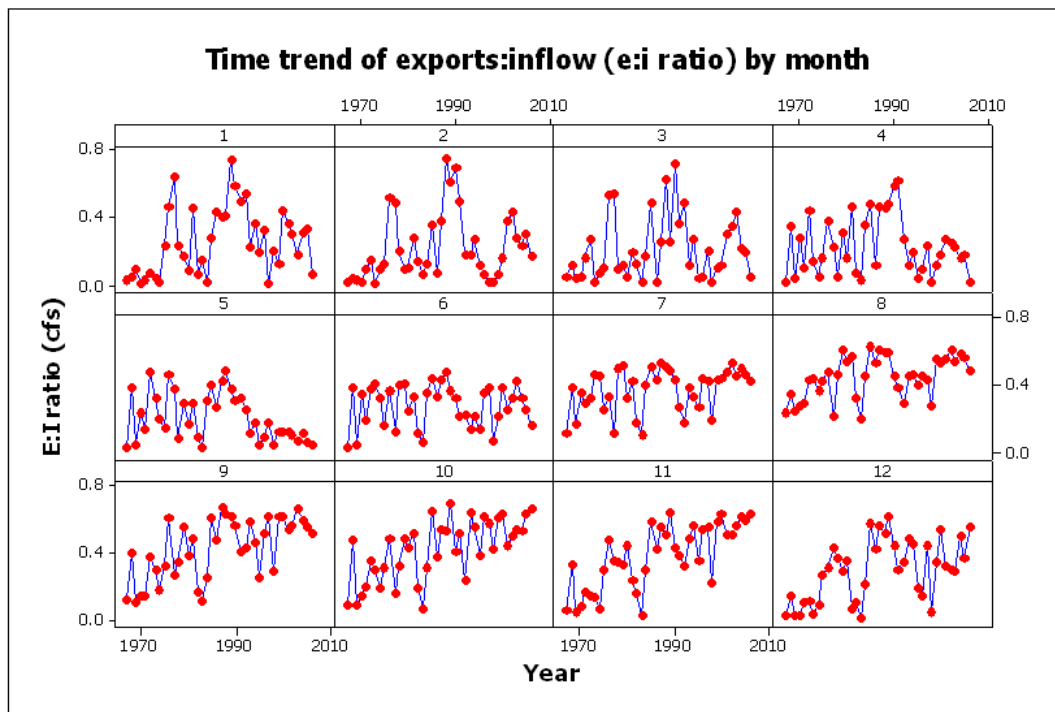 Time trend of exports:inflow (e:i ratio) by month
1970 1990 2010 1970 1990 2010
1 2 3 4
0.8
0.4
0.0
5 6 7 8
0.8
0.4
0.0
E:I ratio (cfs)
9 10 11 12
0.8
0.4
0.0
1970 1990 2010 1970 1990 2010
Year